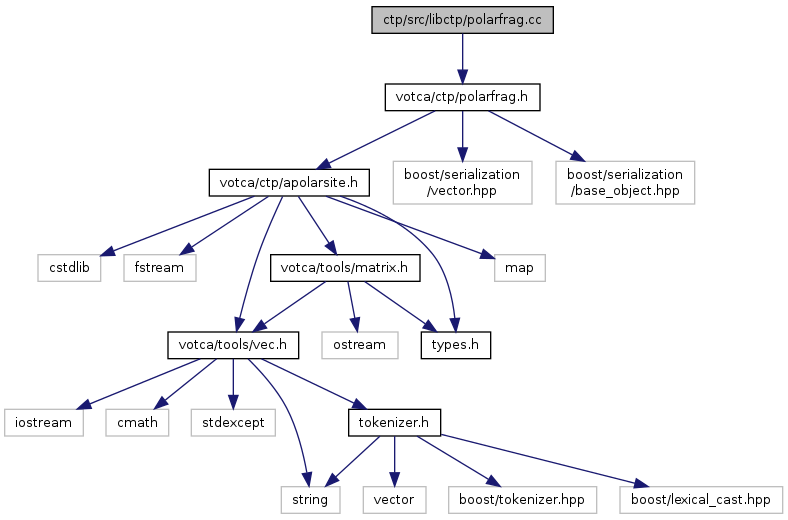 ctp/src/libctp/polarfrag.cc
votca/ctp/polarfrag.h
votca/ctp/apolarsite.h
boost/serialization
/vector.hpp
boost/serialization
/base_object.hpp
cstdlib
fstream
votca/tools/matrix.h
map
votca/tools/vec.h
ostream
types.h
iostream
cmath
stdexcept
tokenizer.h
string
vector
boost/tokenizer.hpp
boost/lexical_cast.hpp